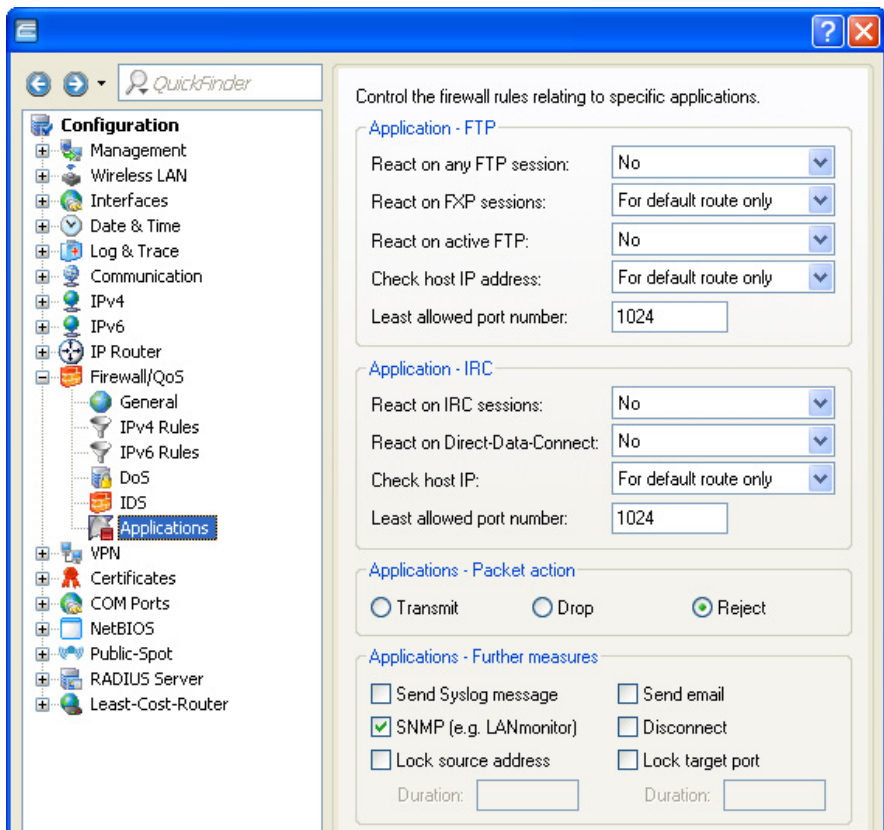 ?
QuickFinder
Configuration
Management
Wireless LAN
Interfaces
Date & Time
Log & Trace
Communication
IPv4
IPv6
IP Router
Firewall/QoS
General
IPv4 Rules
IPv6 Rules
DoS
IDS
Applications
VPN
Certificates
COM Ports
NetBIOS
Public-Spot
RADIUS Server
Least-Cost-Router
Control the firewall rules relating to specific applications.
Application - FTP
React on any FTP session: No
React on FXP sessions: For default route only
React on active FTP: No
Check host IP address: For default route only
Least allowed port number: 1024
Application - IRC
React on IRC sessions: No
React on Direct-Data-Connect: No
Check host IP: For default route only
Least allowed port number: 1024
Applications - Packet action
Transmit Drop Reject
Applications - Further measures
Send Syslog message Send email
SNMP (e.g. LANmonitor) Disconnect
Lock source address Lock target port
Duration: Duration: